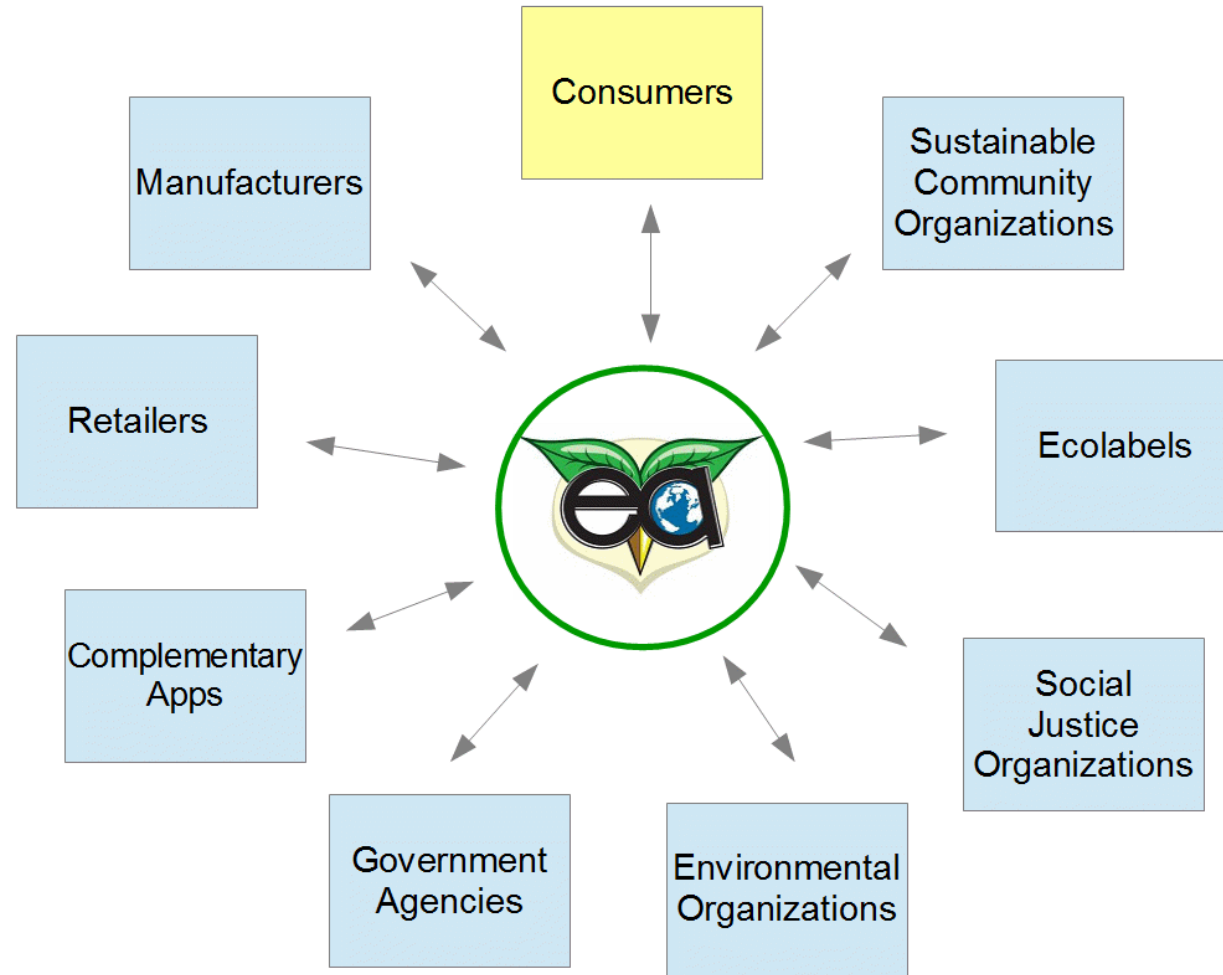 Consumers
Manufacturers
Sustainable
Community
Organizations
Retailers
Ecolabels
ea
Complementary
Apps
Social
Justice
Organizations
Government
Agencies
Environmental
Organizations